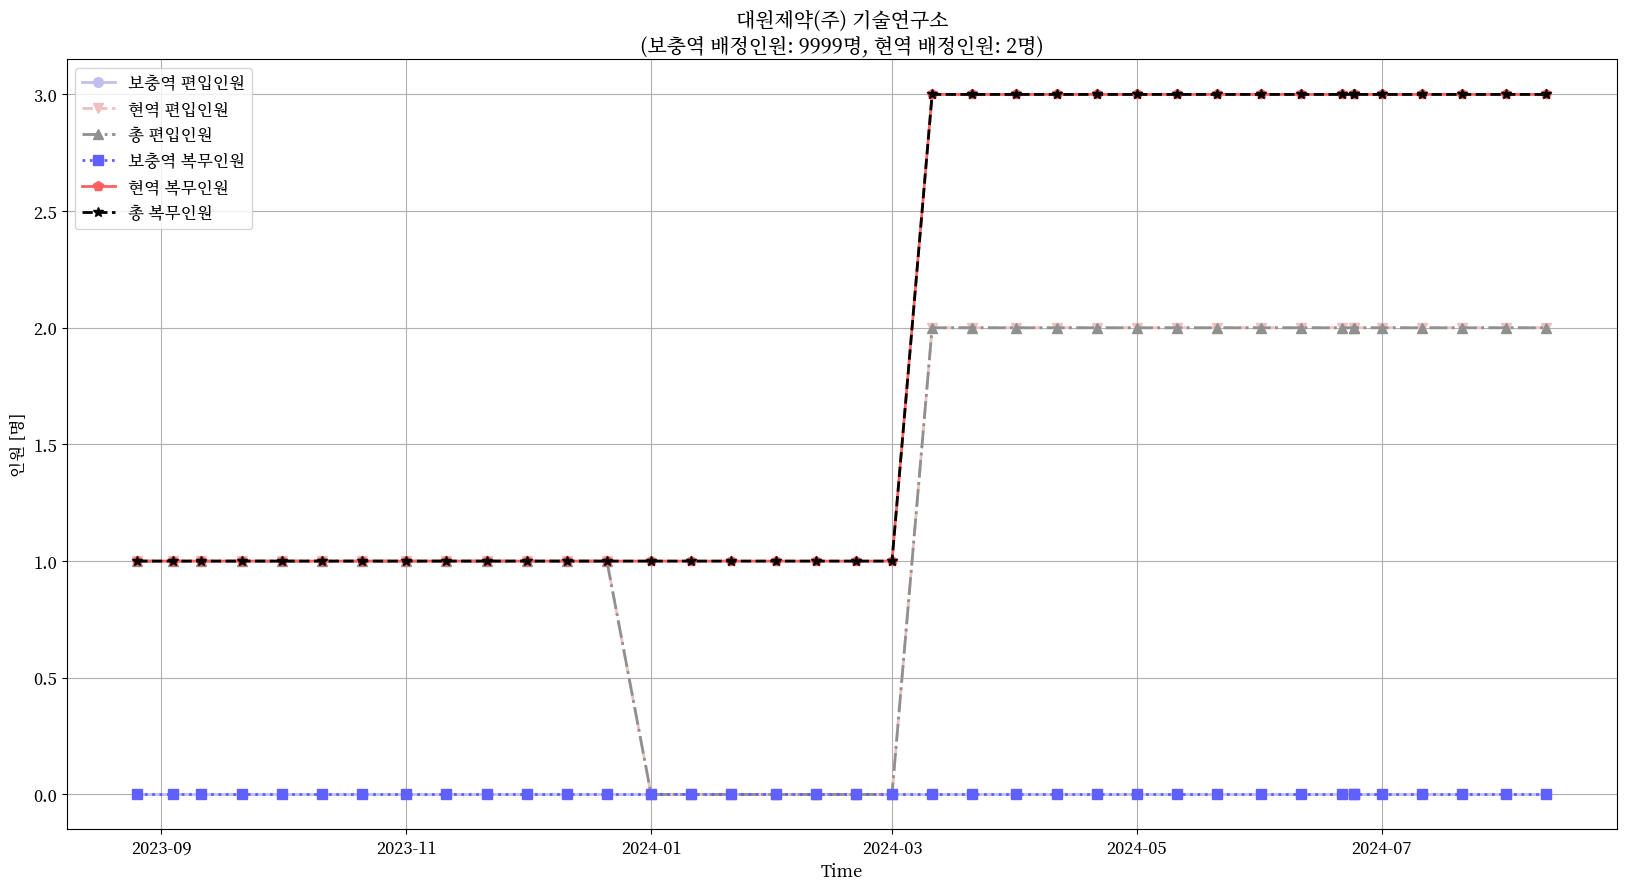 대원제약(주) 기술연구소
(보충역 배정인원: 9999명, 현역 배정인원: 2명)
보충역 편입인원
현역 편입인원
총 편입인원
보충역 복무인원
현역 복무인원
총 복무인원
3.0
2.5
2.0
1.5
1.0
0.5
0.0
인원 [명]
2023-09 2023-11 2024-01 2024-03 2024-05 2024-07
Time